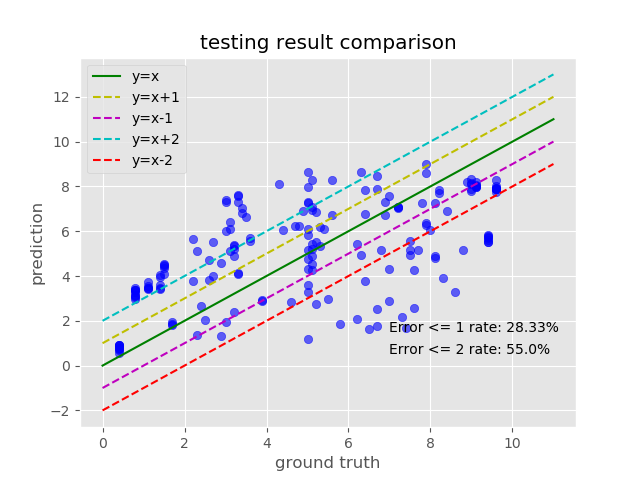 testing result comparison
y=x
y=x+1
y=x-1
y=x+2
y=x-2
12
10
8
6
4
2
0
−2
prediction
Error <= 1 rate: 28.33%
Error <= 2 rate: 55.0%
0
2
4
6
8
10
ground truth